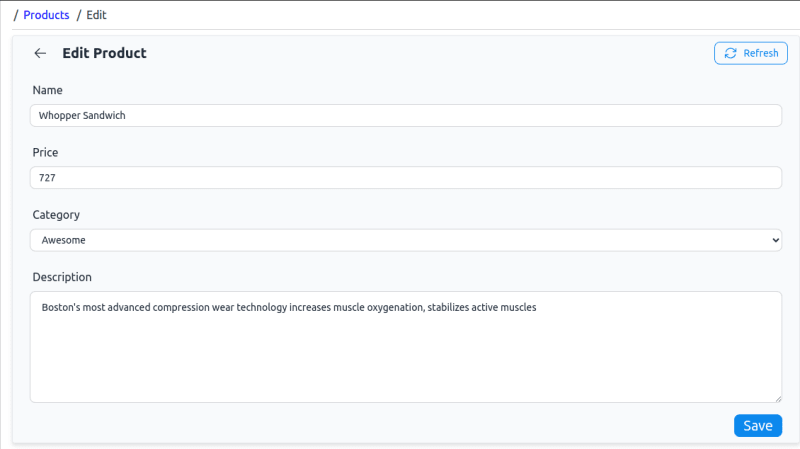 / Products / Edit
Edit Product
Refresh
Name
Whopper Sandwich
Price
727
Category
Awesome
Description
Boston's most advanced compression wear technology increases muscle oxygenation, stabilizes active muscles
Save